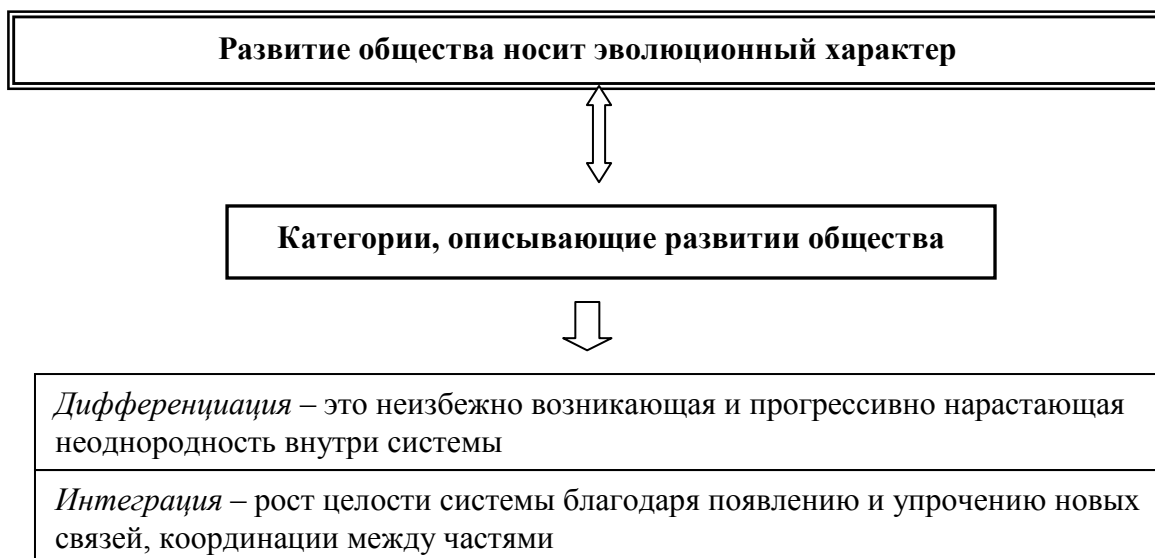 Развитие общества носит эволюционный характер
Категории, описывающие развитии общества
Дифференциация – это неизбежно возникающая и прогрессивно нарастающая
неоднородность внутри системы
Интеграция – рост целости системы благодаря появлению и упрочению новых
связей, координации между частями